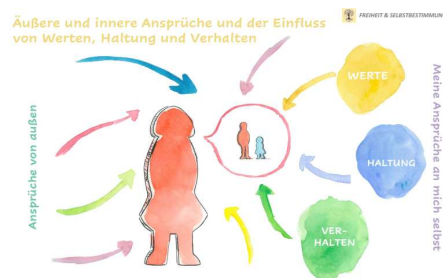 Äußere und innere Ansprüche und der Einfluss
von Werten, Haltung und Verhalten
FREIHEIT & SELBSTBESTIMMUN
Ansprüche von außen
WERTE
HALTUNG
VER-
HALTEN
Meine Ansprüche an mich selbst